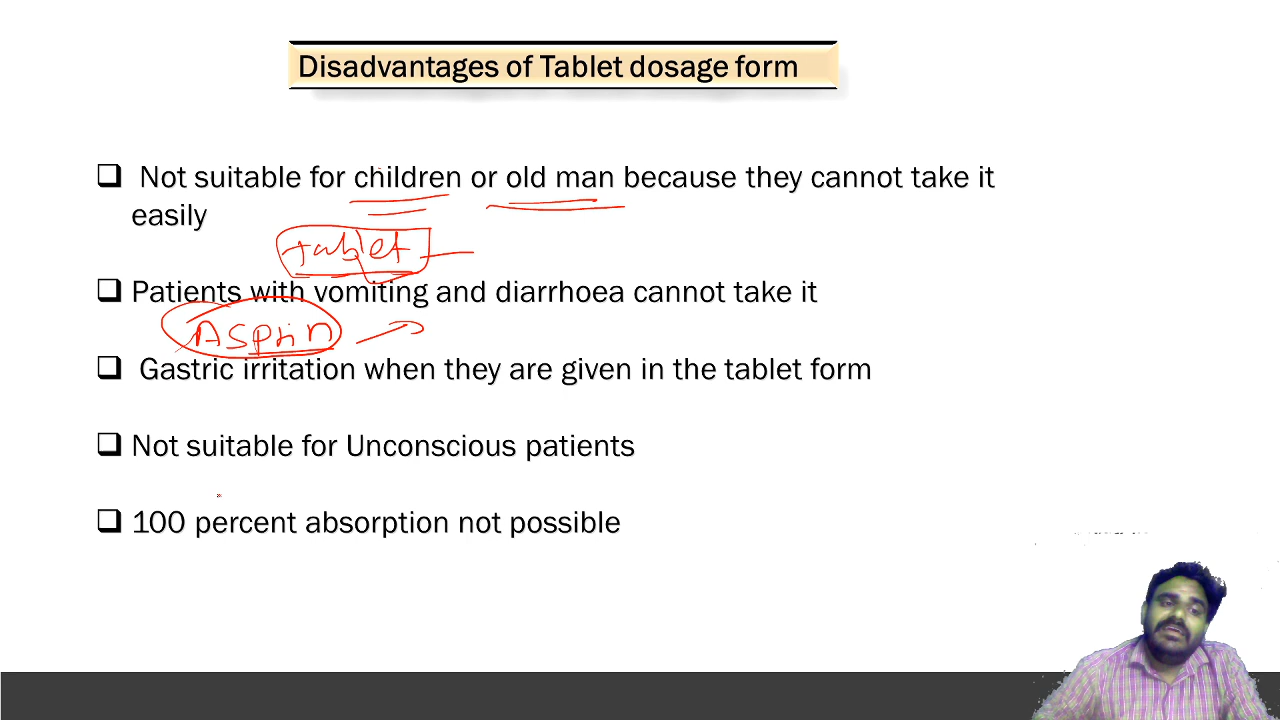 Disadvantages of Tablet dosage form
Not suitable for children or old man because they cannot take it
easily
tablet
Patients with vomiting and diarrhoea cannot take it
Asprin
Gastric irritation when they are given in the tablet form
Not suitable for Unconscious patients
100 percent absorption not possible